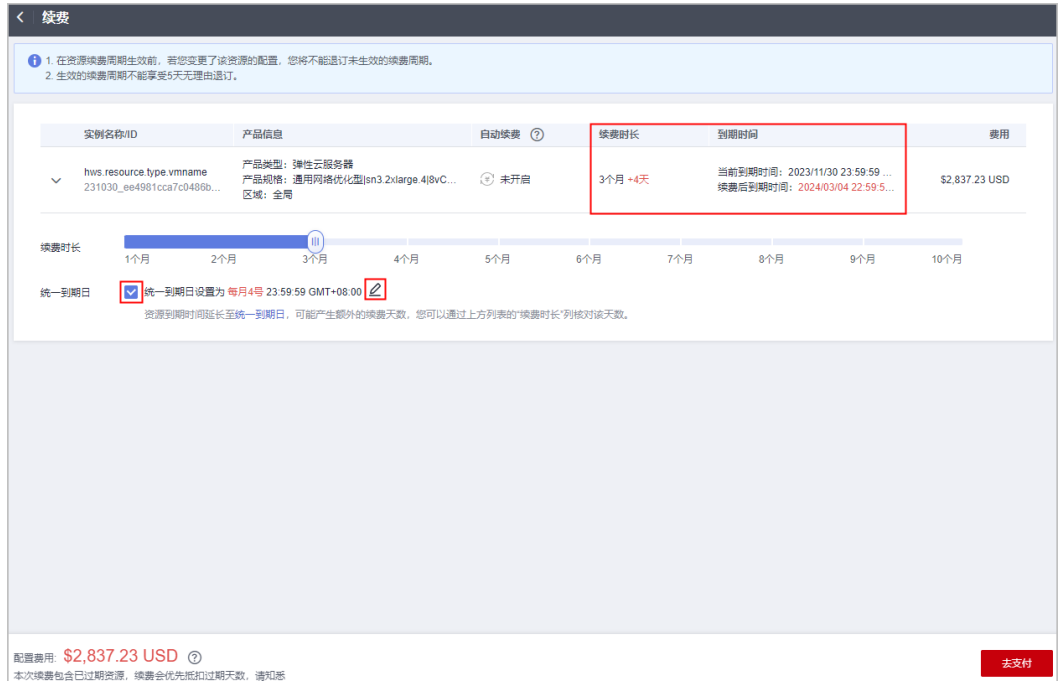 续费
1. 在资源续费周期生效前，若您变更了该资源的配置，您将不能退订未生效的续费周期。
2. 生效的续费周期不能享受5天无理由退订。
实例名称/ID 产品信息 自动续费 续费时长 到期时间 费用
hws.resource.type.vmname
231030_ee4981cca7c0486b...
产品类型：弹性云服务器
产品规格：通用网络优化型|sn3.2xlarge.4|8vC...
区域：全局
未开启
3个月 +4天
当前到期时间：2023/11/30 23:59:59 ...
续费后到期时间：2024/03/04 22:59:5...
$2,837.23 USD
续费时长
1个月 2个月 3个月 4个月 5个月 6个月 7个月 8个月 9个月 10个月
统一到期日 统一到期日设置为 每月4号 23:59:59 GMT+08:00
资源到期时间延长至统一到期日，可能产生额外的续费天数，您可以通过上方列表的“续费时长”列核对该天数。
配置费用: $2,837.23 USD
本次续费包含已过期资源，续费会优先抵扣过期天数，请知悉
去支付